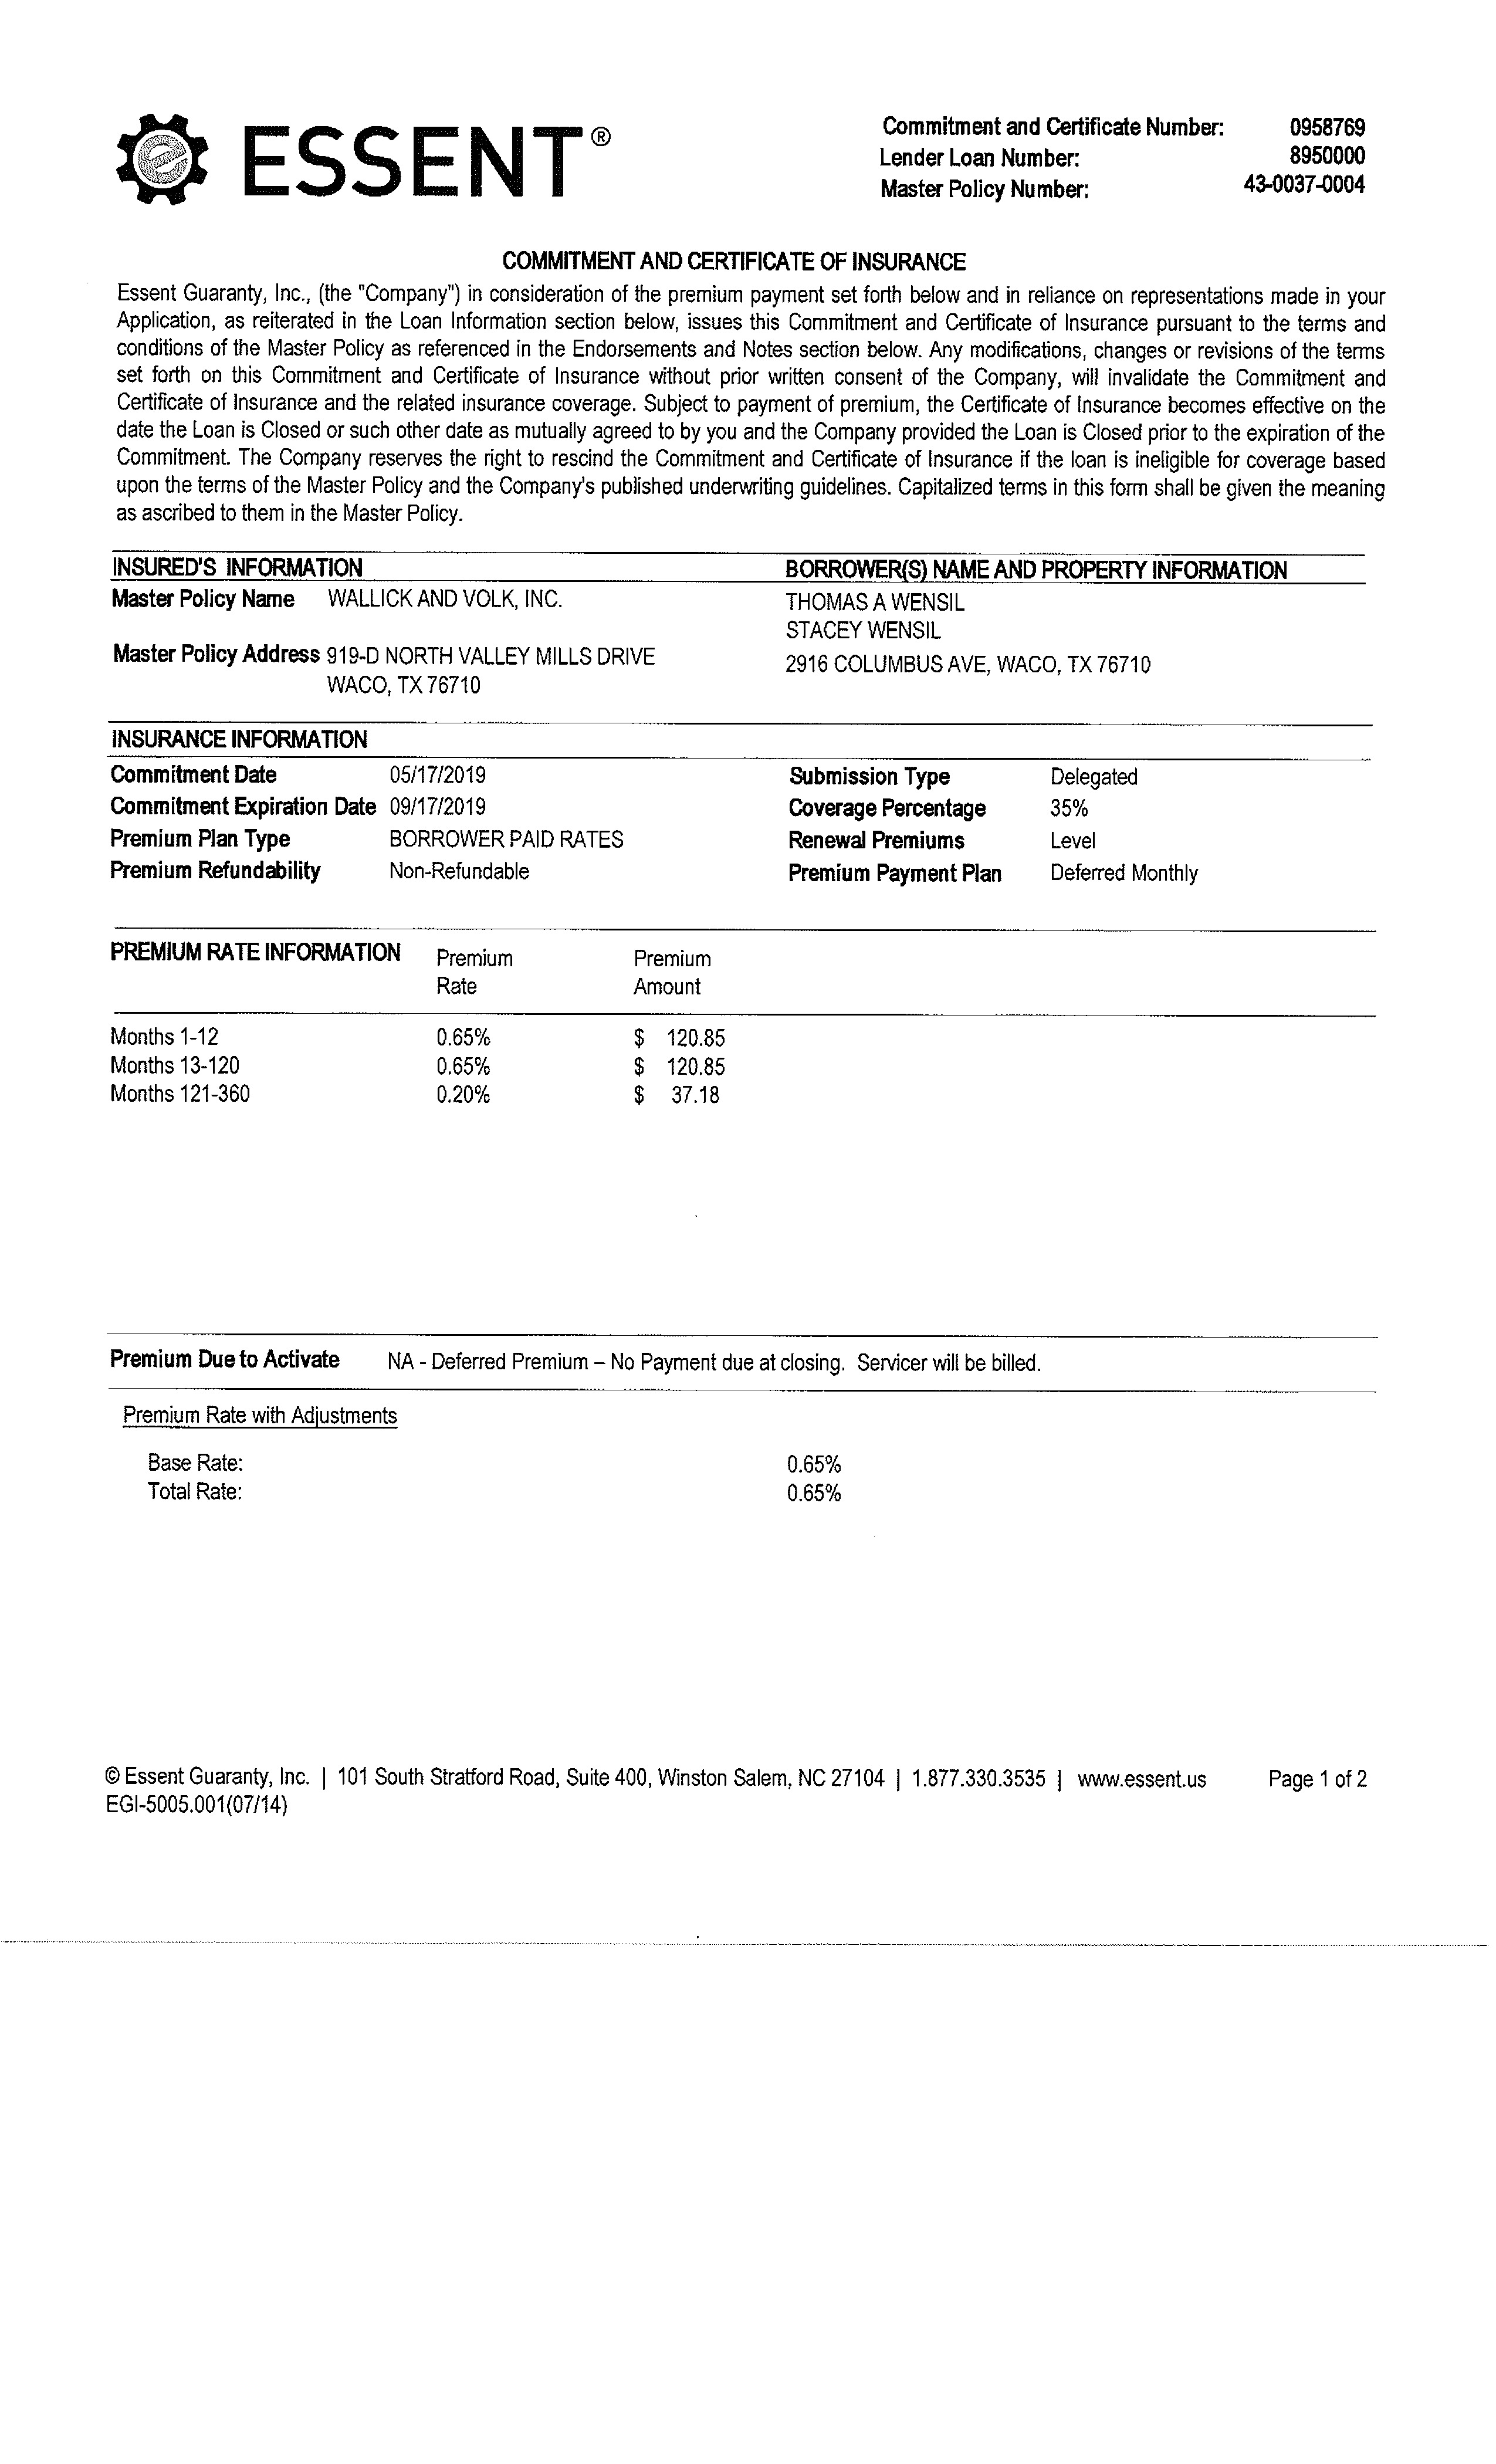 ESSENT®
Commitment and Certificate Number: 0958769
Lender Loan Number: 8950000
Master Policy Number: 43-0037-0004
COMMITMENT AND CERTIFICATE OF INSURANCE
Essent Guaranty, Inc., (the "Company") in consideration of the premium payment set forth below and in reliance on representations made in your
Application, as reiterated in the Loan Information section below, issues this Commitment and Certificate of Insurance pursuant to the terms and
conditions of the Master Policy as referenced in the Endorsements and Notes section below. Any modifications, changes or revisions of the terms
set forth on this Commitment and Certificate of Insurance without prior written consent of the Company, will invalidate the Commitment and
Certificate of Insurance and the related insurance coverage. Subject to payment of premium, the Certificate of Insurance becomes effective on the
date the Loan is Closed or such other date as mutually agreed to by you and the Company provided the Loan is Closed prior to the expiration of the
Commitment. The Company reserves the right to rescind the Commitment and Certificate of Insurance if the loan is ineligible for coverage based
upon the terms of the Master Policy and the Company's published underwriting guidelines. Capitalized terms in this form shall be given the meaning
as ascribed to them in the Master Policy.
INSURED'S INFORMATION
Master Policy Name WALLICK AND VOLK, INC.
Master Policy Address 919-D NORTH VALLEY MILLS DRIVE
WACO, TX 76710
BORROWER(S) NAME AND PROPERTY INFORMATION
THOMAS A WENSIL
STACEY WENSIL
2916 COLUMBUS AVE, WACO, TX 76710
INSURANCE INFORMATION
Commitment Date 05/17/2019 Submission Type Delegated
Commitment Expiration Date 09/17/2019 Coverage Percentage 35%
Premium Plan Type BORROWER PAID RATES Renewal Premiums Level
Premium Refundability Non-Refundable Premium Payment Plan Deferred Monthly
PREMIUM RATE INFORMATION Premium Premium
Rate Amount
Months 1-12 0.65% $ 120.85
Months 13-120 0.65% $ 120.85
Months 121-360 0.20% $ 37.18
Premium Due to Activate NA - Deferred Premium – No Payment due at closing. Servicer will be billed.
Premium Rate with Adjustments
Base Rate: 0.65%
Total Rate: 0.65%
© Essent Guaranty, Inc. | 101 South Stratford Road, Suite 400, Winston Salem, NC 27104 | 1.877.330.3535 | www.essent.us Page 1 of 2
EGI-5005.001(07/14)